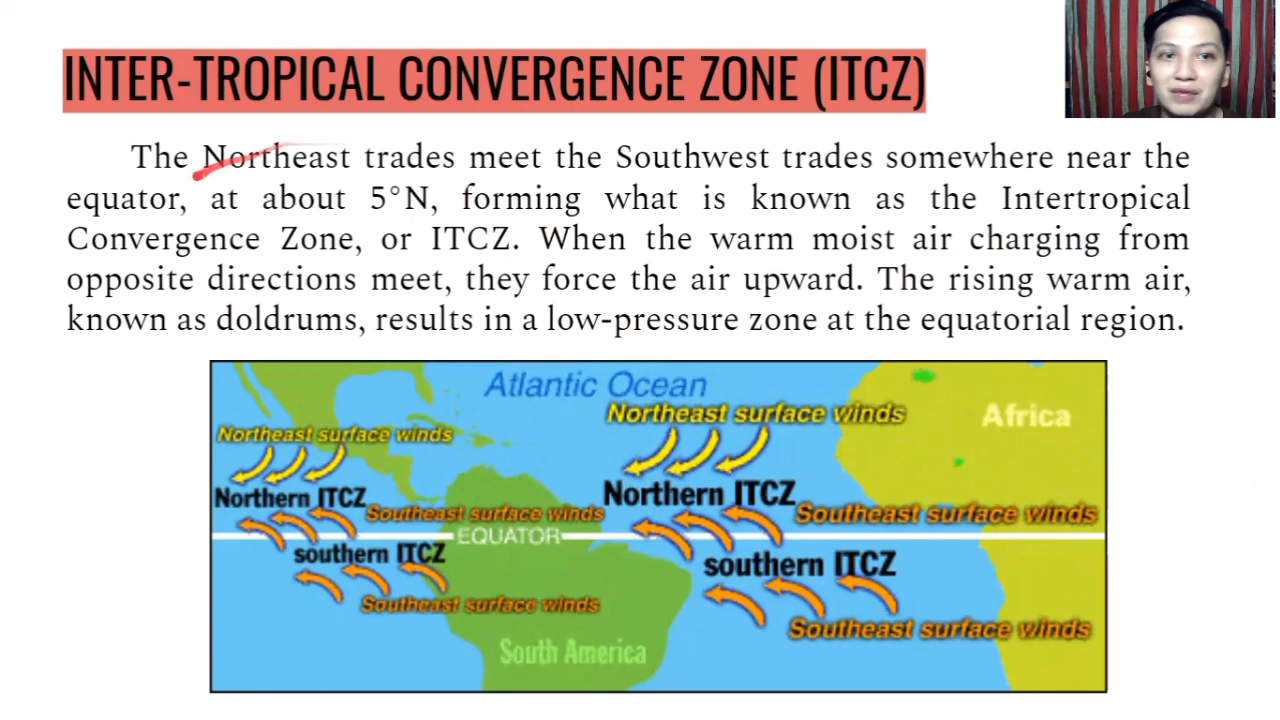 INTER-TROPICAL CONVERGENCE ZONE (ITCZ)
The Northeast trades meet the Southwest trades somewhere near the
equator, at about 5°N, forming what is known as the Intertropical
Convergence Zone, or ITCZ. When the warm moist air charging from
opposite directions meet, they force the air upward. The rising warm air,
known as doldrums, results in a low-pressure zone at the equatorial region.
Atlantic Ocean
Northeast surface winds
Africa
Northeast surface winds
Northern ITCZ
Northern ITCZ
Southeast surface winds
Southeast surface winds
EQUATOR
southern ITCZ
southern ITCZ
Southeast surface winds
Southeast surface winds
South America